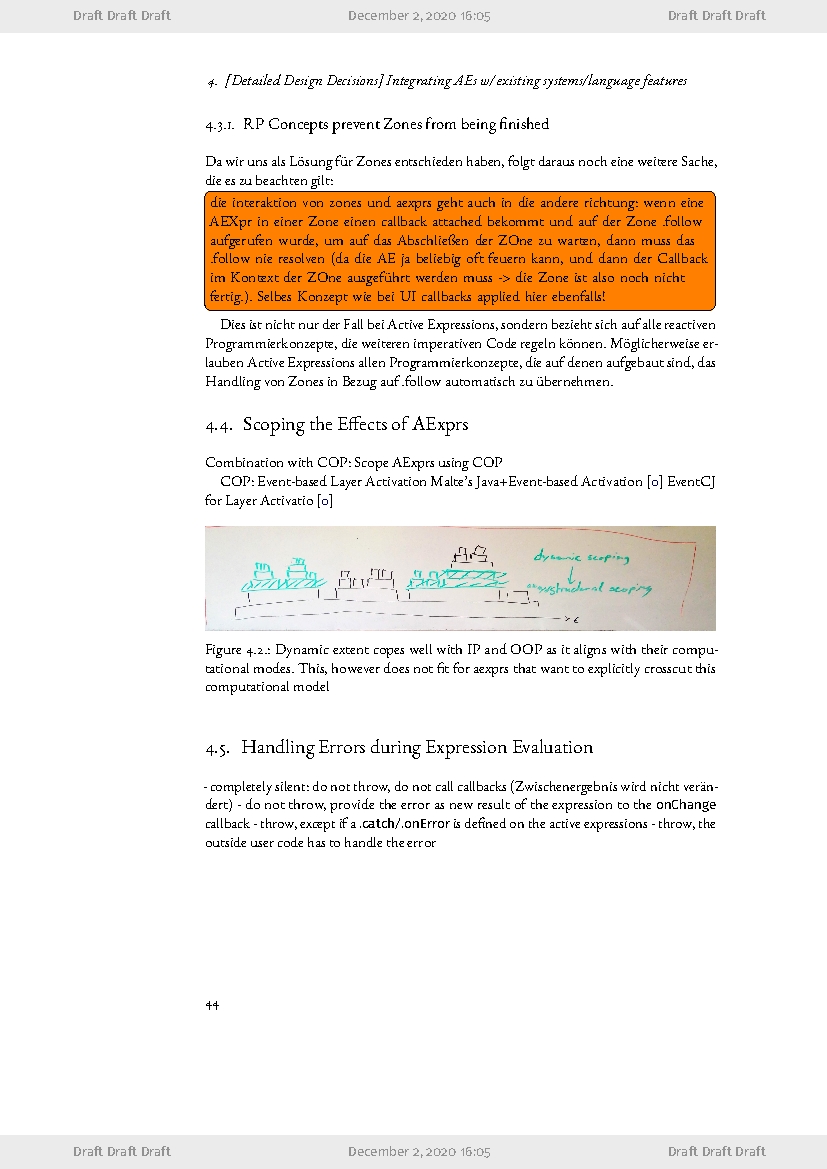 Draft Draft Draft December 2, 2020 16:05 Draft Draft Draft
4. [Detailed Design Decisions] Integrating AEs w/ existing systems/language features
4.3.1. RP Concepts prevent Zones from being finished
Da wir uns als Lösung für Zones entschieden haben, folgt daraus noch eine weitere Sache,
die es zu beachten gilt:
die interaktion von zones und aexprs geht auch in die andere richtung: wenn eine
AEXpr in einer Zone einen callback attached bekommt und auf der Zone .follow
aufgerufen wurde, um auf das Abschließen der ZOne zu warten, dann muss das
.follow nie resolven (da die AE ja beliebig oft feuern kann, und dann der Callback
im Kontext der ZOne ausgeführt werden muss -> die Zone ist also noch nicht
fertig.). Selbes Konzept wie bei UI callbacks applied hier ebenfalls!
Dies ist nicht nur der Fall bei Active Expressions, sondern bezieht sich auf alle reactiven
Programmierkonzepte, die weiteren imperativen Code regeln können. Möglicherweise er-
lauben Active Expressions allen Programmierkonzepte, die auf denen aufgebaut sind, das
Handling von Zones in Bezug auf .follow automatisch zu übernehmen.
4.4. Scoping the Effects of AExprs
Combination with COP: Scope AExprs using COP
COP: Event-based Layer Activation Malte's Java+Event-based Activation [0] EventCJ
for Layer Activatio [0]
dynamic scoping
structural scoping
t
Figure 4.2.: Dynamic extent copes well with IP and OOP as it aligns with their compu-
tational modes. This, however does not fit for aexprs that want to explicitly crosscut this
computational model
4.5. Handling Errors during Expression Evaluation
- completely silent: do not throw, do not call callbacks (Zwischenergebnis wird nicht verän-
dert) - do not throw, provide the error as new result of the expression to the onChange
callback - throw, except if a .catch/.onError is defined on the active expressions - throw, the
outside user code has to handle the error
44
Draft Draft Draft December 2, 2020 16:05 Draft Draft Draft